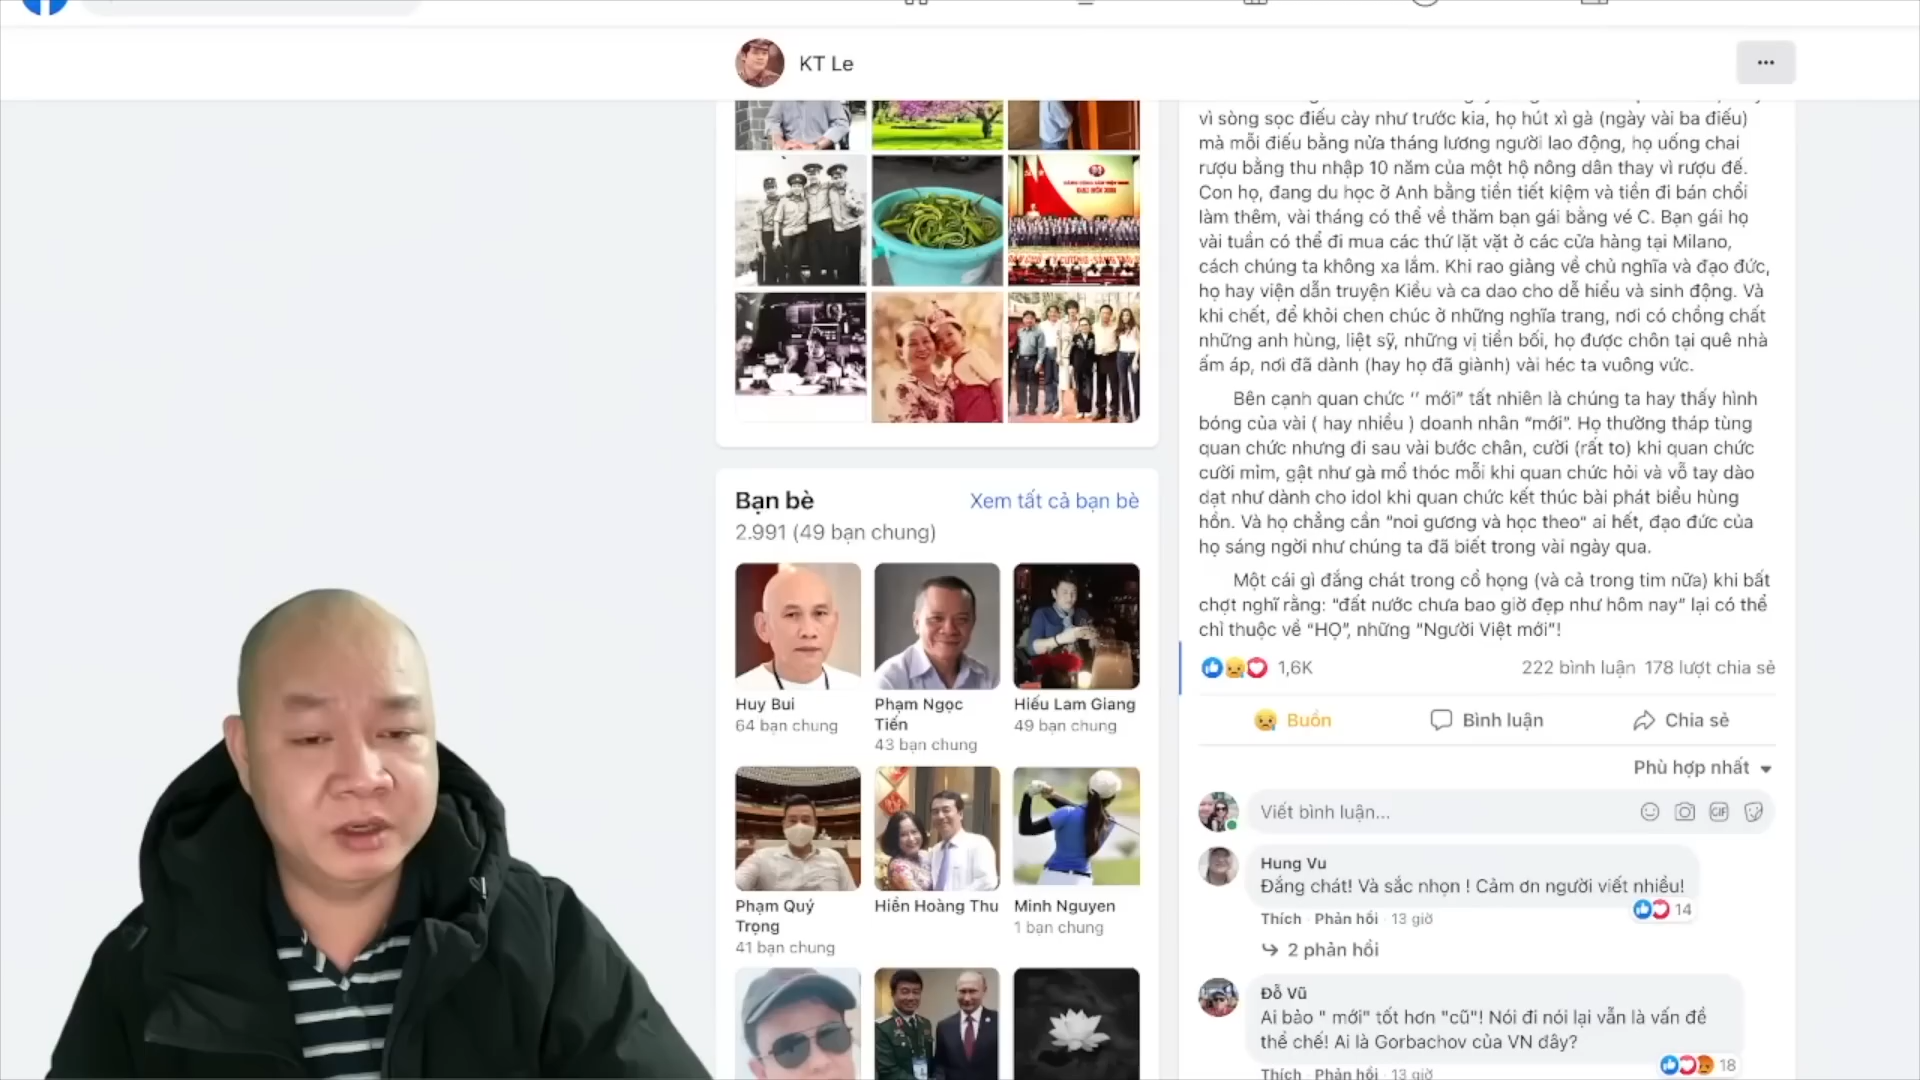 KT Le
vì sòng sọc điếu cày như trước kia, họ hút xì gà (ngày vài ba điếu)
mà mỗi điếu bằng nửa tháng lương người lao động, họ uống chai
rượu bằng thu nhập 10 năm của một hộ nông dân thay vì rượu đế.
Con họ, đang du học ở Anh bằng tiền tiết kiệm và tiền đi bán chổi
làm thêm, vài tháng có thể về thăm bạn gái bằng vé C. Bạn gái họ
vài tuần có thể đi mua các thứ lặt vặt ở các cửa hàng tại Milano,
cách chúng ta không xa lắm. Khi rao giảng về chủ nghĩa và đạo đức,
họ hay viện dẫn truyện Kiều và ca dao cho dễ hiểu và sinh động. Và
khi chết, để khỏi chen chúc ở những nghĩa trang, nơi có chồng chất
những anh hùng, liệt sỹ, những vị tiền bối, họ được chôn tại quê nhà
ấm áp, nơi đã dành (hay họ đã giành) vài héc ta vuông vức.
Bên cạnh quan chức '' mới” tất nhiên là chúng ta hay thấy hình
bóng của vài ( hay nhiều ) doanh nhân “mới”. Họ thường tháp tùng
quan chức nhưng đi sau vài bước chân, cười (rất to) khi quan chức
cười mỉm, gật như gà mổ thóc mỗi khi quan chức hỏi và vỗ tay dào
dạt như dành cho idol khi quan chức kết thúc bài phát biểu hùng
hồn. Và họ chẳng cần "noi gương và học theo" ai hết, đạo đức của
họ sáng ngời như chúng ta đã biết trong vài ngày qua.
Một cái gì đắng chát trong cổ họng (và cả trong tim nữa) khi bất
chợt nghĩ rằng: "đất nước chưa bao giờ đẹp như hôm nay” lại có thể
chỉ thuộc về “HỌ”, những “Người Việt mới”!
1,6K
222 bình luận 178 lượt chia sẻ
Buồn
Bình luận
Chia sẻ
Phù hợp nhất
Viết bình luận...
GIF
Hung Vu
Đắng chát! Và sắc nhọn ! Cảm ơn người viết nhiều!
14
Thích · Phản hồi · 13 giờ
2 phản hồi
Đỗ Vũ
Ai bảo " mới" tốt hơn "cũ"! Nói đi nói lại vẫn là vấn đề
thể chế! Ai là Gorbachov của VN đây?
18
Thích · Phản hồi · 13 giờ
Bạn bè
Xem tất cả bạn bè
2.991 (49 bạn chung)
Huy Bui
64 bạn chung
Phạm Ngọc
Tiến
43 bạn chung
Hiếu Lam Giang
49 bạn chung
Phạm Quý
Trọng
41 bạn chung
Hiền Hoàng Thu
Minh Nguyen
1 bạn chung